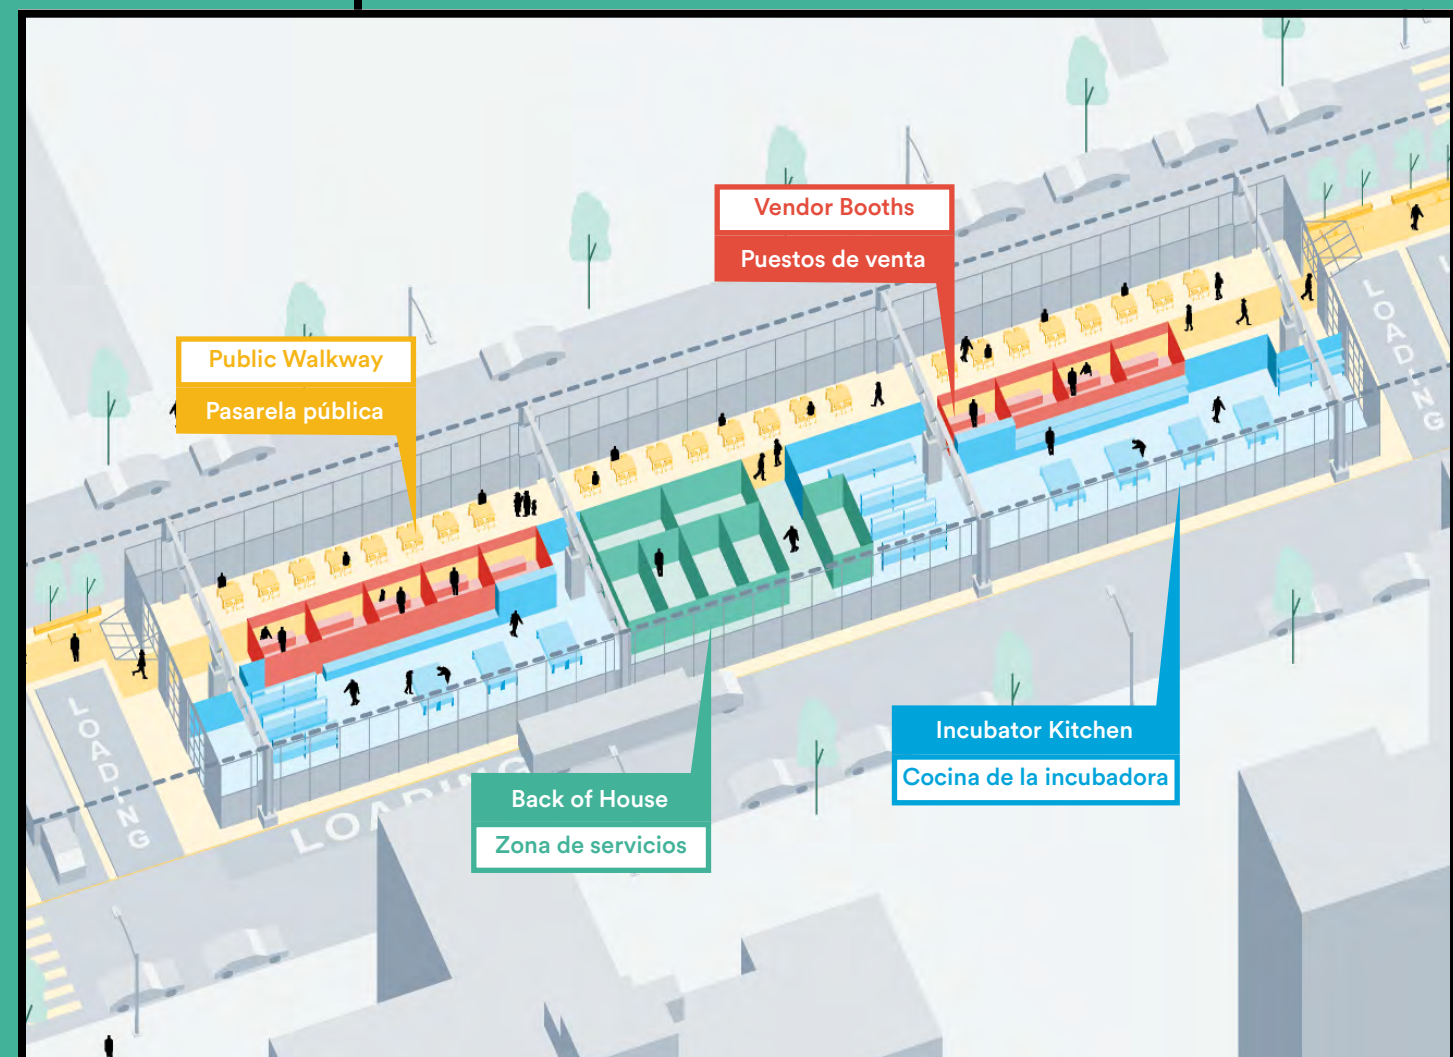 Vendor Booths
Puestos de venta
Public Walkway
Pasarela pública
LOADING
LOADING
LOADING
Incubator Kitchen
Cocina de la incubadora
Back of House
Zona de servicios